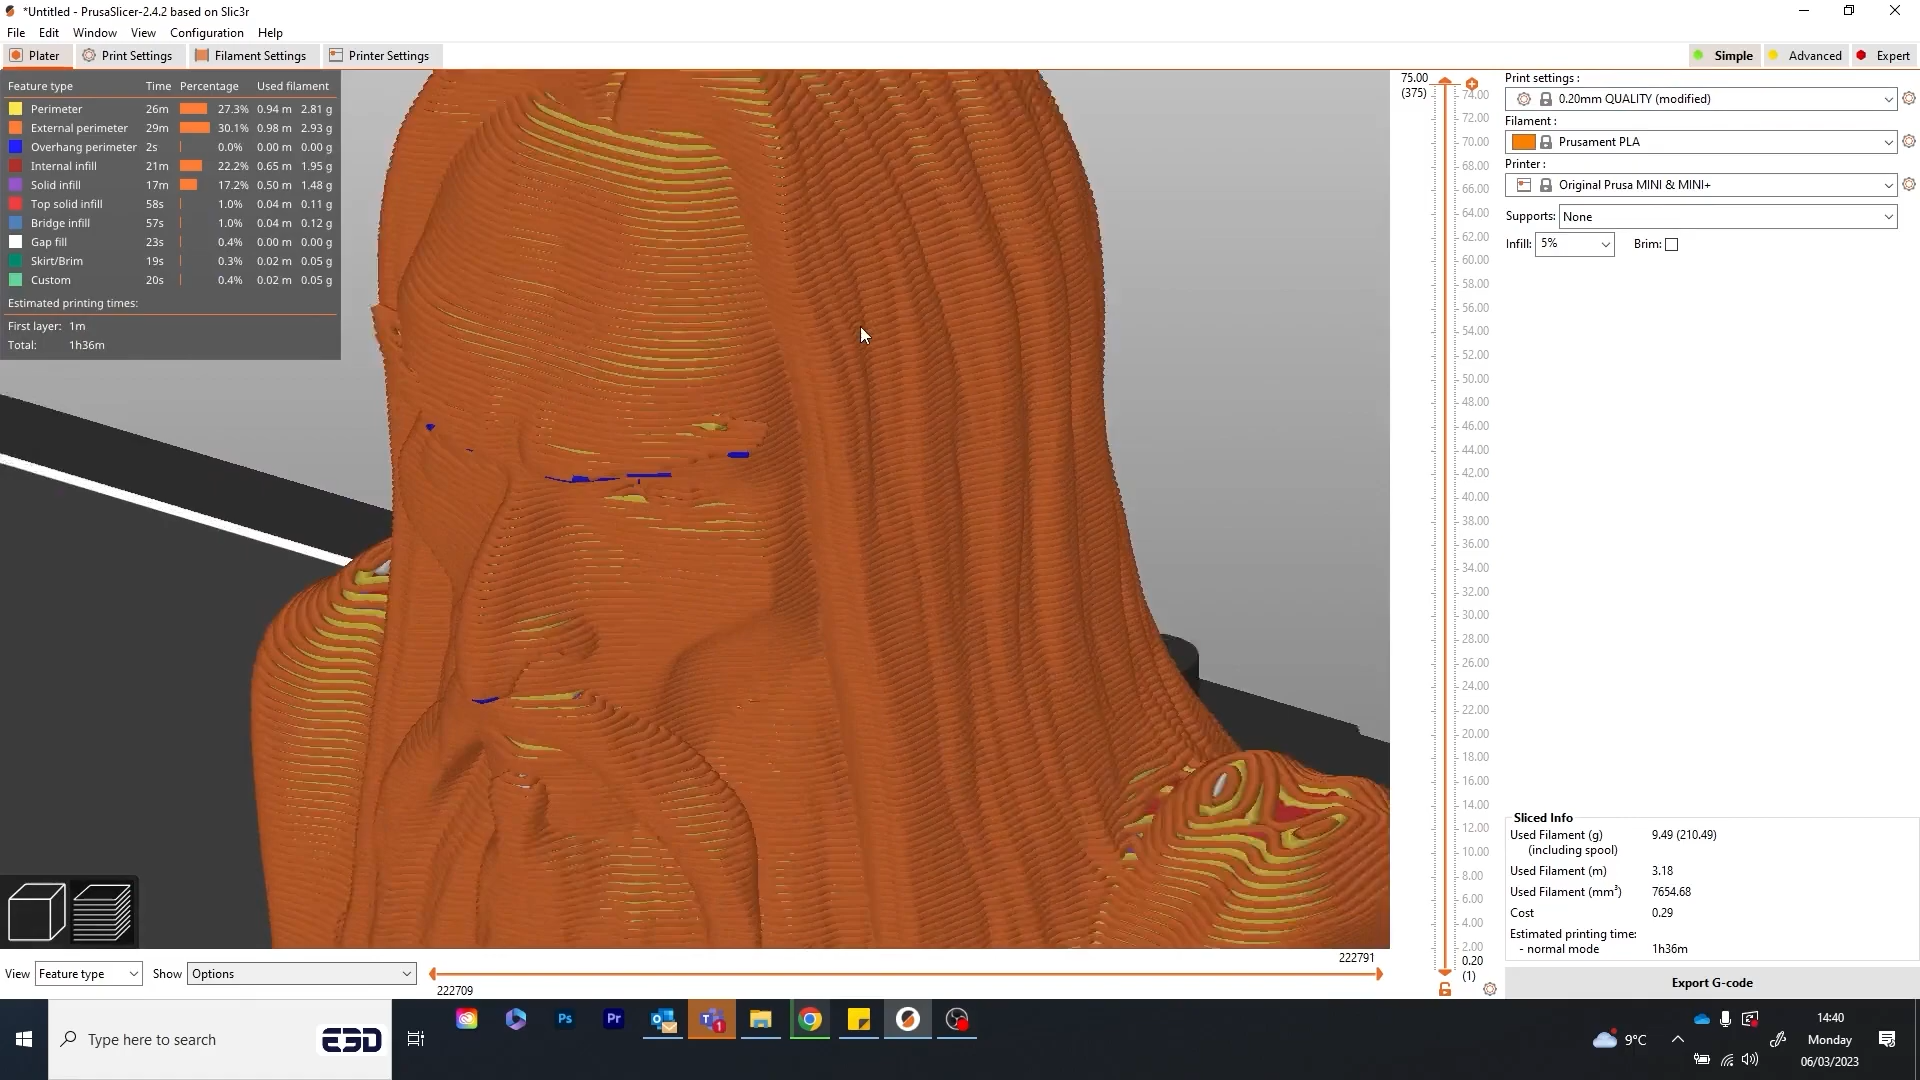 *Untitled - PrusaSlicer-2.4.2 based on Slic3r
File Edit Window View Configuration Help
Plater Print Settings Filament Settings Printer Settings Simple Advanced Expert
Feature type Time Percentage Used filament
Perimeter 26m 27.3% 0.94 m 2.81 g
External perimeter 29m 30.1% 0.98 m 2.93 g
Overhang perimeter 2s 0.0% 0.00 m 0.00 g
Internal infill 21m 22.2% 0.65 m 1.95 g
Solid infill 17m 17.2% 0.50 m 1.48 g
Top solid infill 58s 1.0% 0.04 m 0.11 g
Bridge infill 57s 1.0% 0.04 m 0.12 g
Gap fill 23s 0.4% 0.00 m 0.00 g
Skirt/Brim 19s 0.3% 0.02 m 0.05 g
Custom 20s 0.4% 0.02 m 0.05 g
Estimated printing times:
First layer: 1m
Total: 1h36m
75.00
(375)
74.00
72.00
70.00
68.00
66.00
64.00
62.00
60.00
58.00
56.00
54.00
52.00
50.00
48.00
46.00
44.00
42.00
40.00
38.00
36.00
34.00
32.00
30.00
28.00
26.00
24.00
22.00
20.00
18.00
16.00
14.00
12.00
10.00
8.00
6.00
4.00
2.00
0.20
(1)
Print settings :
0.20mm QUALITY (modified)
Filament :
Prusament PLA
Printer :
Original Prusa MINI & MINI+
Supports: None
Infill: 5% Brim:
Sliced Info
Used Filament (g) 9.49 (210.49)
(including spool)
Used Filament (m) 3.18
Used Filament (mm³) 7654.68
Cost 0.29
Estimated printing time:
- normal mode 1h36m
Export G-code
View Feature type Show Options
222791
222709
Type here to search E3D
Ps Pr 1
9°C
14:40
Monday
06/03/2023